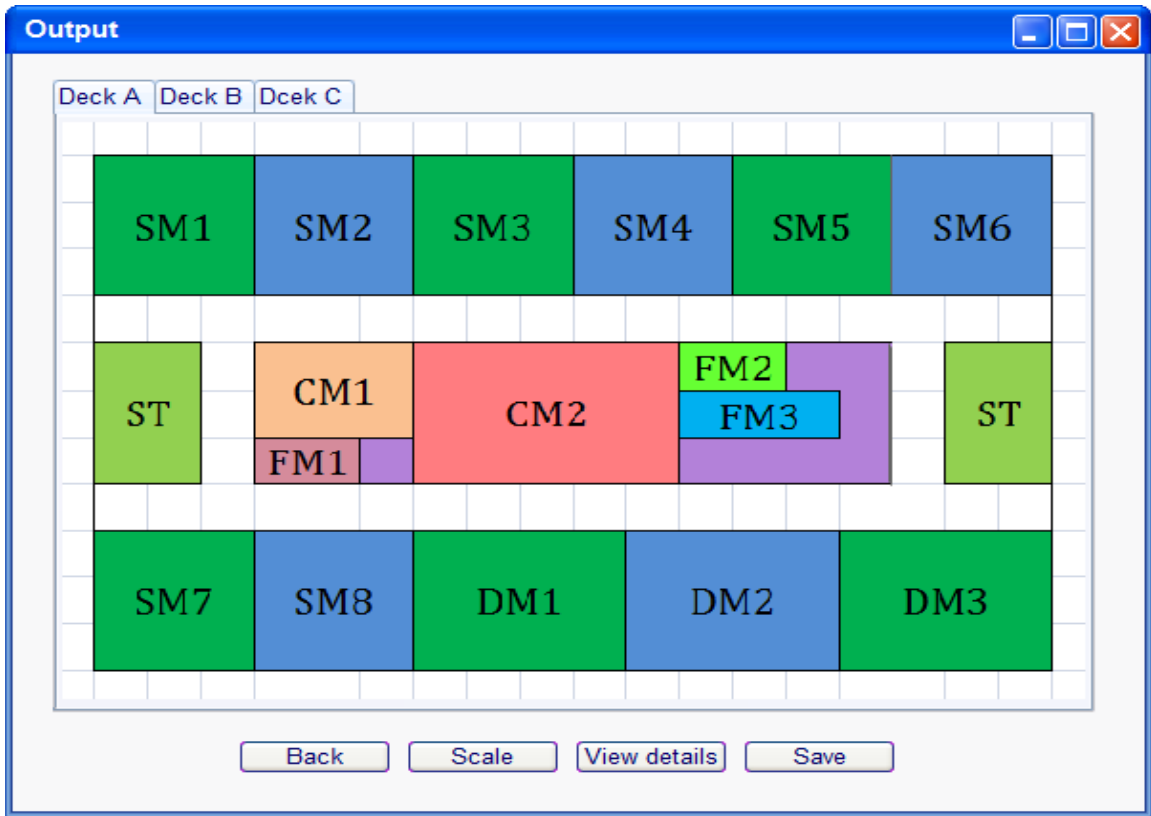 Output
Deck A Deck B Dcek C
SM1 SM2 SM3 SM4 SM5 SM6
ST CM1 FM1 CM2 FM2 FM3 ST
SM7 SM8 DM1 DM2 DM3
Back Scale View details Save